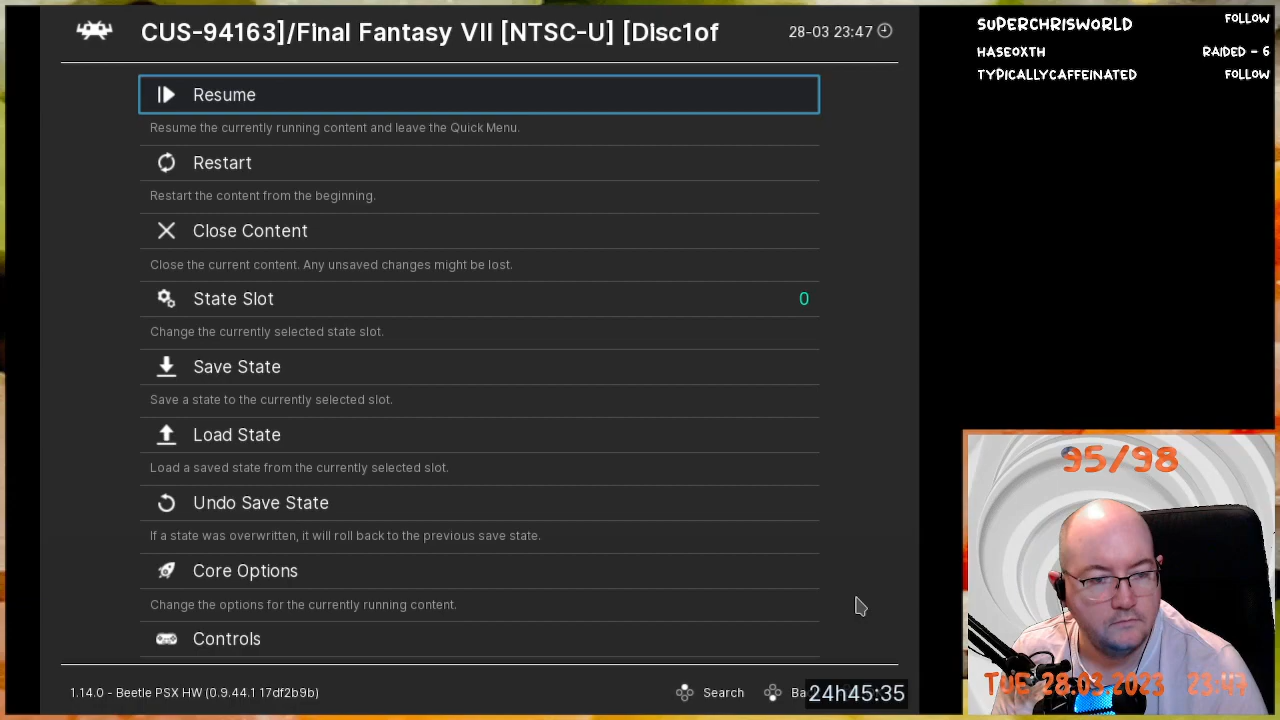 CUS-94163]/Final Fantasy VII [NTSC-U] [Disc1of
28-03 23:47
Resume
Resume the currently running content and leave the Quick Menu.
Restart
Restart the content from the beginning.
Close Content
Close the current content. Any unsaved changes might be lost.
State Slot 0
Change the currently selected state slot.
Save State
Save a state to the currently selected slot.
Load State
Load a saved state from the currently selected slot.
Undo Save State
If a state was overwritten, it will roll back to the previous save state.
Core Options
Change the options for the currently running content.
Controls
1.14.0 - Beetle PSX HW (0.9.44.1 17df2b9b)
Search
Ba
24h45:35
SUPERCHRISWORLD FOLLOW
HASEOXTH RAIDED - 6
TYPICALLYCAFFEINATED FOLLOW
95/98
TUE 28.03.2023 23:47